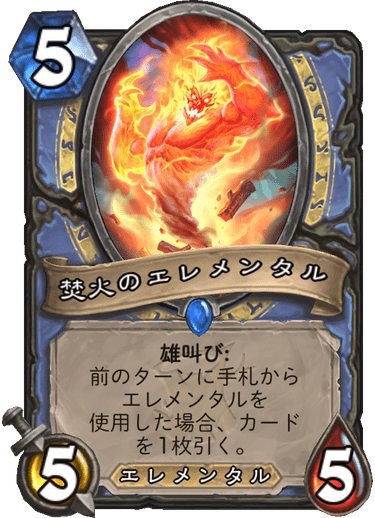 5
焚火のエレメンタル
雄叫び:
前のターンに手札から
エレメンタルを
使用した場合、カード
を1枚引く。
5
エレメンタル
5